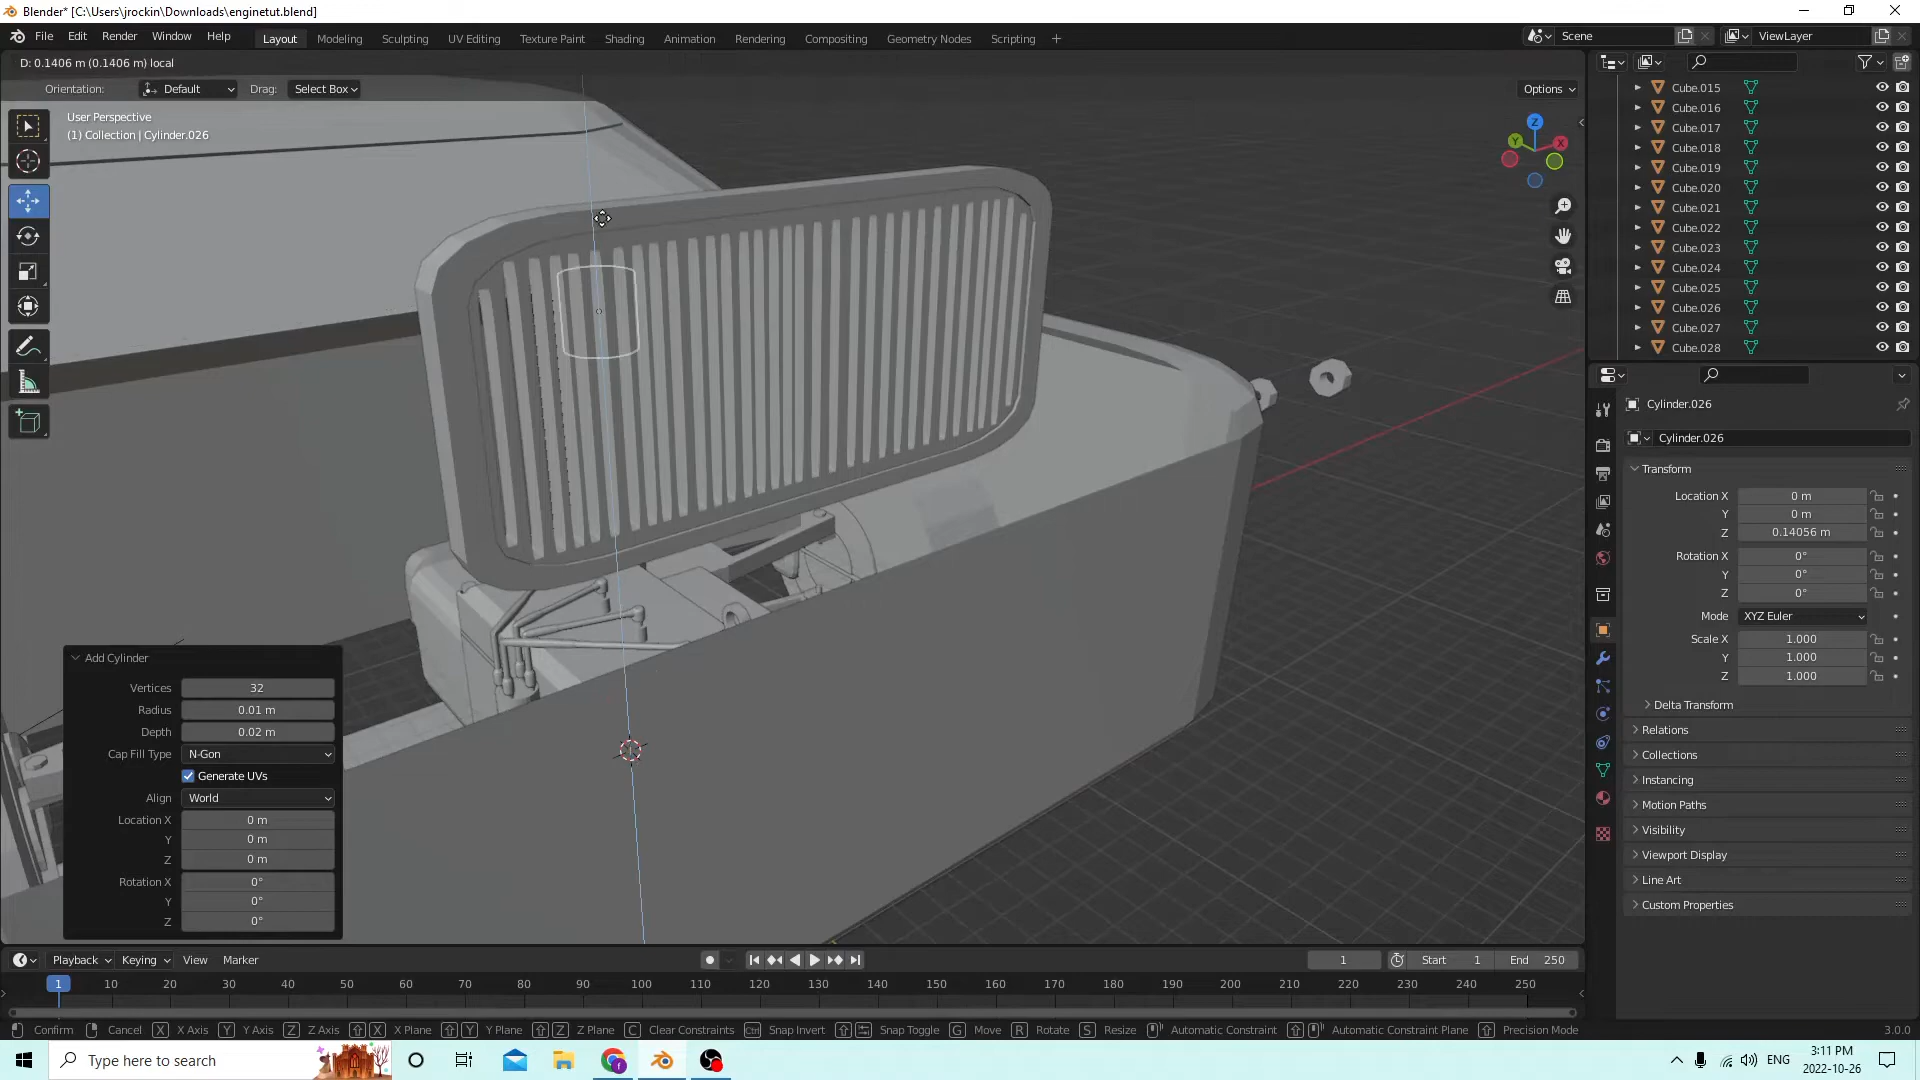 Blender* [C:\Users\jrockin\Downloads\enginetut.blend]
File Edit Render Window Help
Layout Modeling Sculpting UV Editing Texture Paint Shading Animation Rendering Compositing Geometry Nodes Scripting +
Scene
ViewLayer
D: 0.1406 m (0.1406 m) local
Orientation: Default Drag: Select Box
Options
User Perspective
(1) Collection | Cylinder.026
Z
Y
X
Cube.015
Cube.016
Cube.017
Cube.018
Cube.019
Cube.020
Cube.021
Cube.022
Cube.023
Cube.024
Cube.025
Cube.026
Cube.027
Cube.028
Cylinder.026
Cylinder.026
Transform
Location X 0 m
Y 0 m
Z 0.14056 m
Rotation X 0°
Y 0°
Z 0°
Mode XYZ Euler
Scale X 1.000
Y 1.000
Z 1.000
Delta Transform
Relations
Collections
Instancing
Motion Paths
Visibility
Viewport Display
Line Art
Custom Properties
Add Cylinder
Vertices 32
Radius 0.01 m
Depth 0.02 m
Cap Fill Type N-Gon
Generate UVs
Align World
Location X 0 m
Y 0 m
Z 0 m
Rotation X 0°
Y 0°
Z 0°
Playback Keying View Marker
1 Start 1 End 250
1 10 20 30 40 50 60 70 80 90 100 110 120 130 140 150 160 170 180 190 200 210 220 230 240 250
Confirm Cancel X X Axis Y Y Axis Z Z Axis X X Plane Y Y Plane Z Z Plane C Clear Constraints Ctrl Snap Invert Snap Toggle G Move R Rotate S Resize Automatic Constraint Automatic Constraint Plane Precision Mode 3.0.0
Type here to search
ENG
3:11 PM
2022-10-26